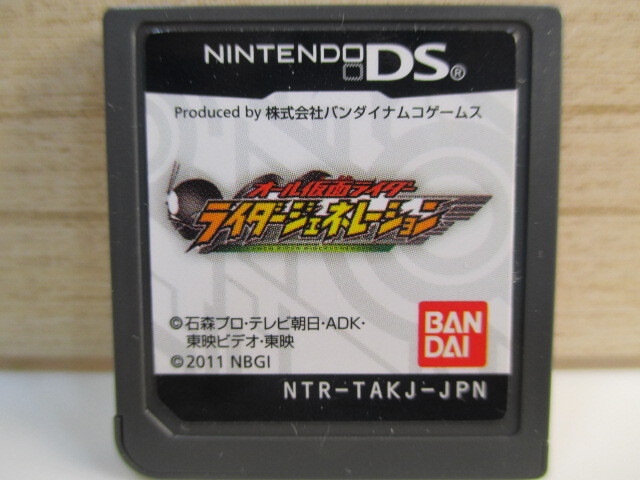 NINTENDO DS®
Produced by 株式会社バンダイナムコゲームス
オール仮面ライダー
ライダージェネレーション
©石森プロ・テレビ朝日・ADK・
東映ビデオ・東映
©2011 NBGI
BAN
DAI
NTR-TAKJ-JPN